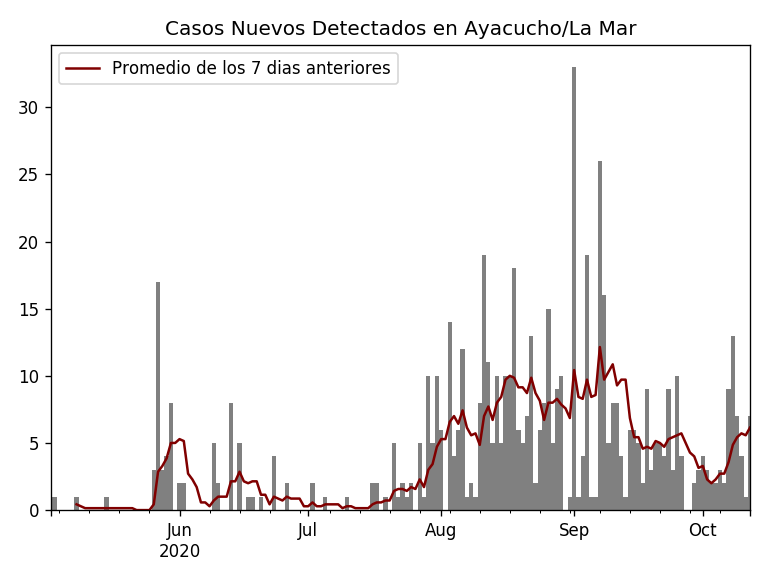 Casos Nuevos Detectados en Ayacucho/La Mar
Promedio de los 7 dias anteriores
30
25
20
15
10
5
0
Jun
2020
Jul
Aug
Sep
Oct